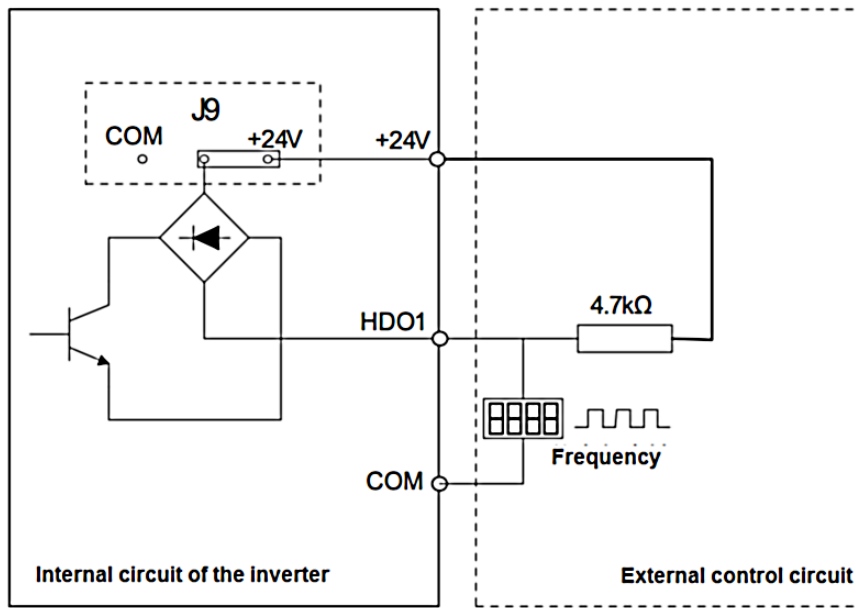 J9
COM
+24V
+24V
4.7kΩ
HDO1
Frequency
COM
Internal circuit of the inverter
External control circuit